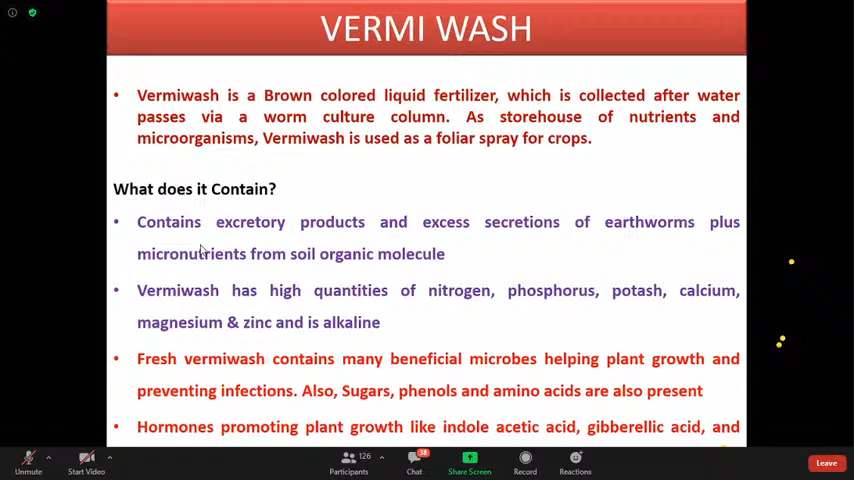 VERMI WASH
• Vermiwash is a Brown colored liquid fertilizer, which is collected after water
passes via a worm culture column. As storehouse of nutrients and
microorganisms, Vermiwash is used as a foliar spray for crops.
What does it Contain?
• Contains excretory products and excess secretions of earthworms plus
micronutrients from soil organic molecule
• Vermiwash has high quantities of nitrogen, phosphorus, potash, calcium,
magnesium & zinc and is alkaline
• Fresh vermiwash contains many beneficial microbes helping plant growth and
preventing infections. Also, Sugars, phenols and amino acids are also present
• Hormones promoting plant growth like indole acetic acid, gibberellic acid, and
126 38
Unmute Start Video Participants Chat Share Screen Record Reactions Leave